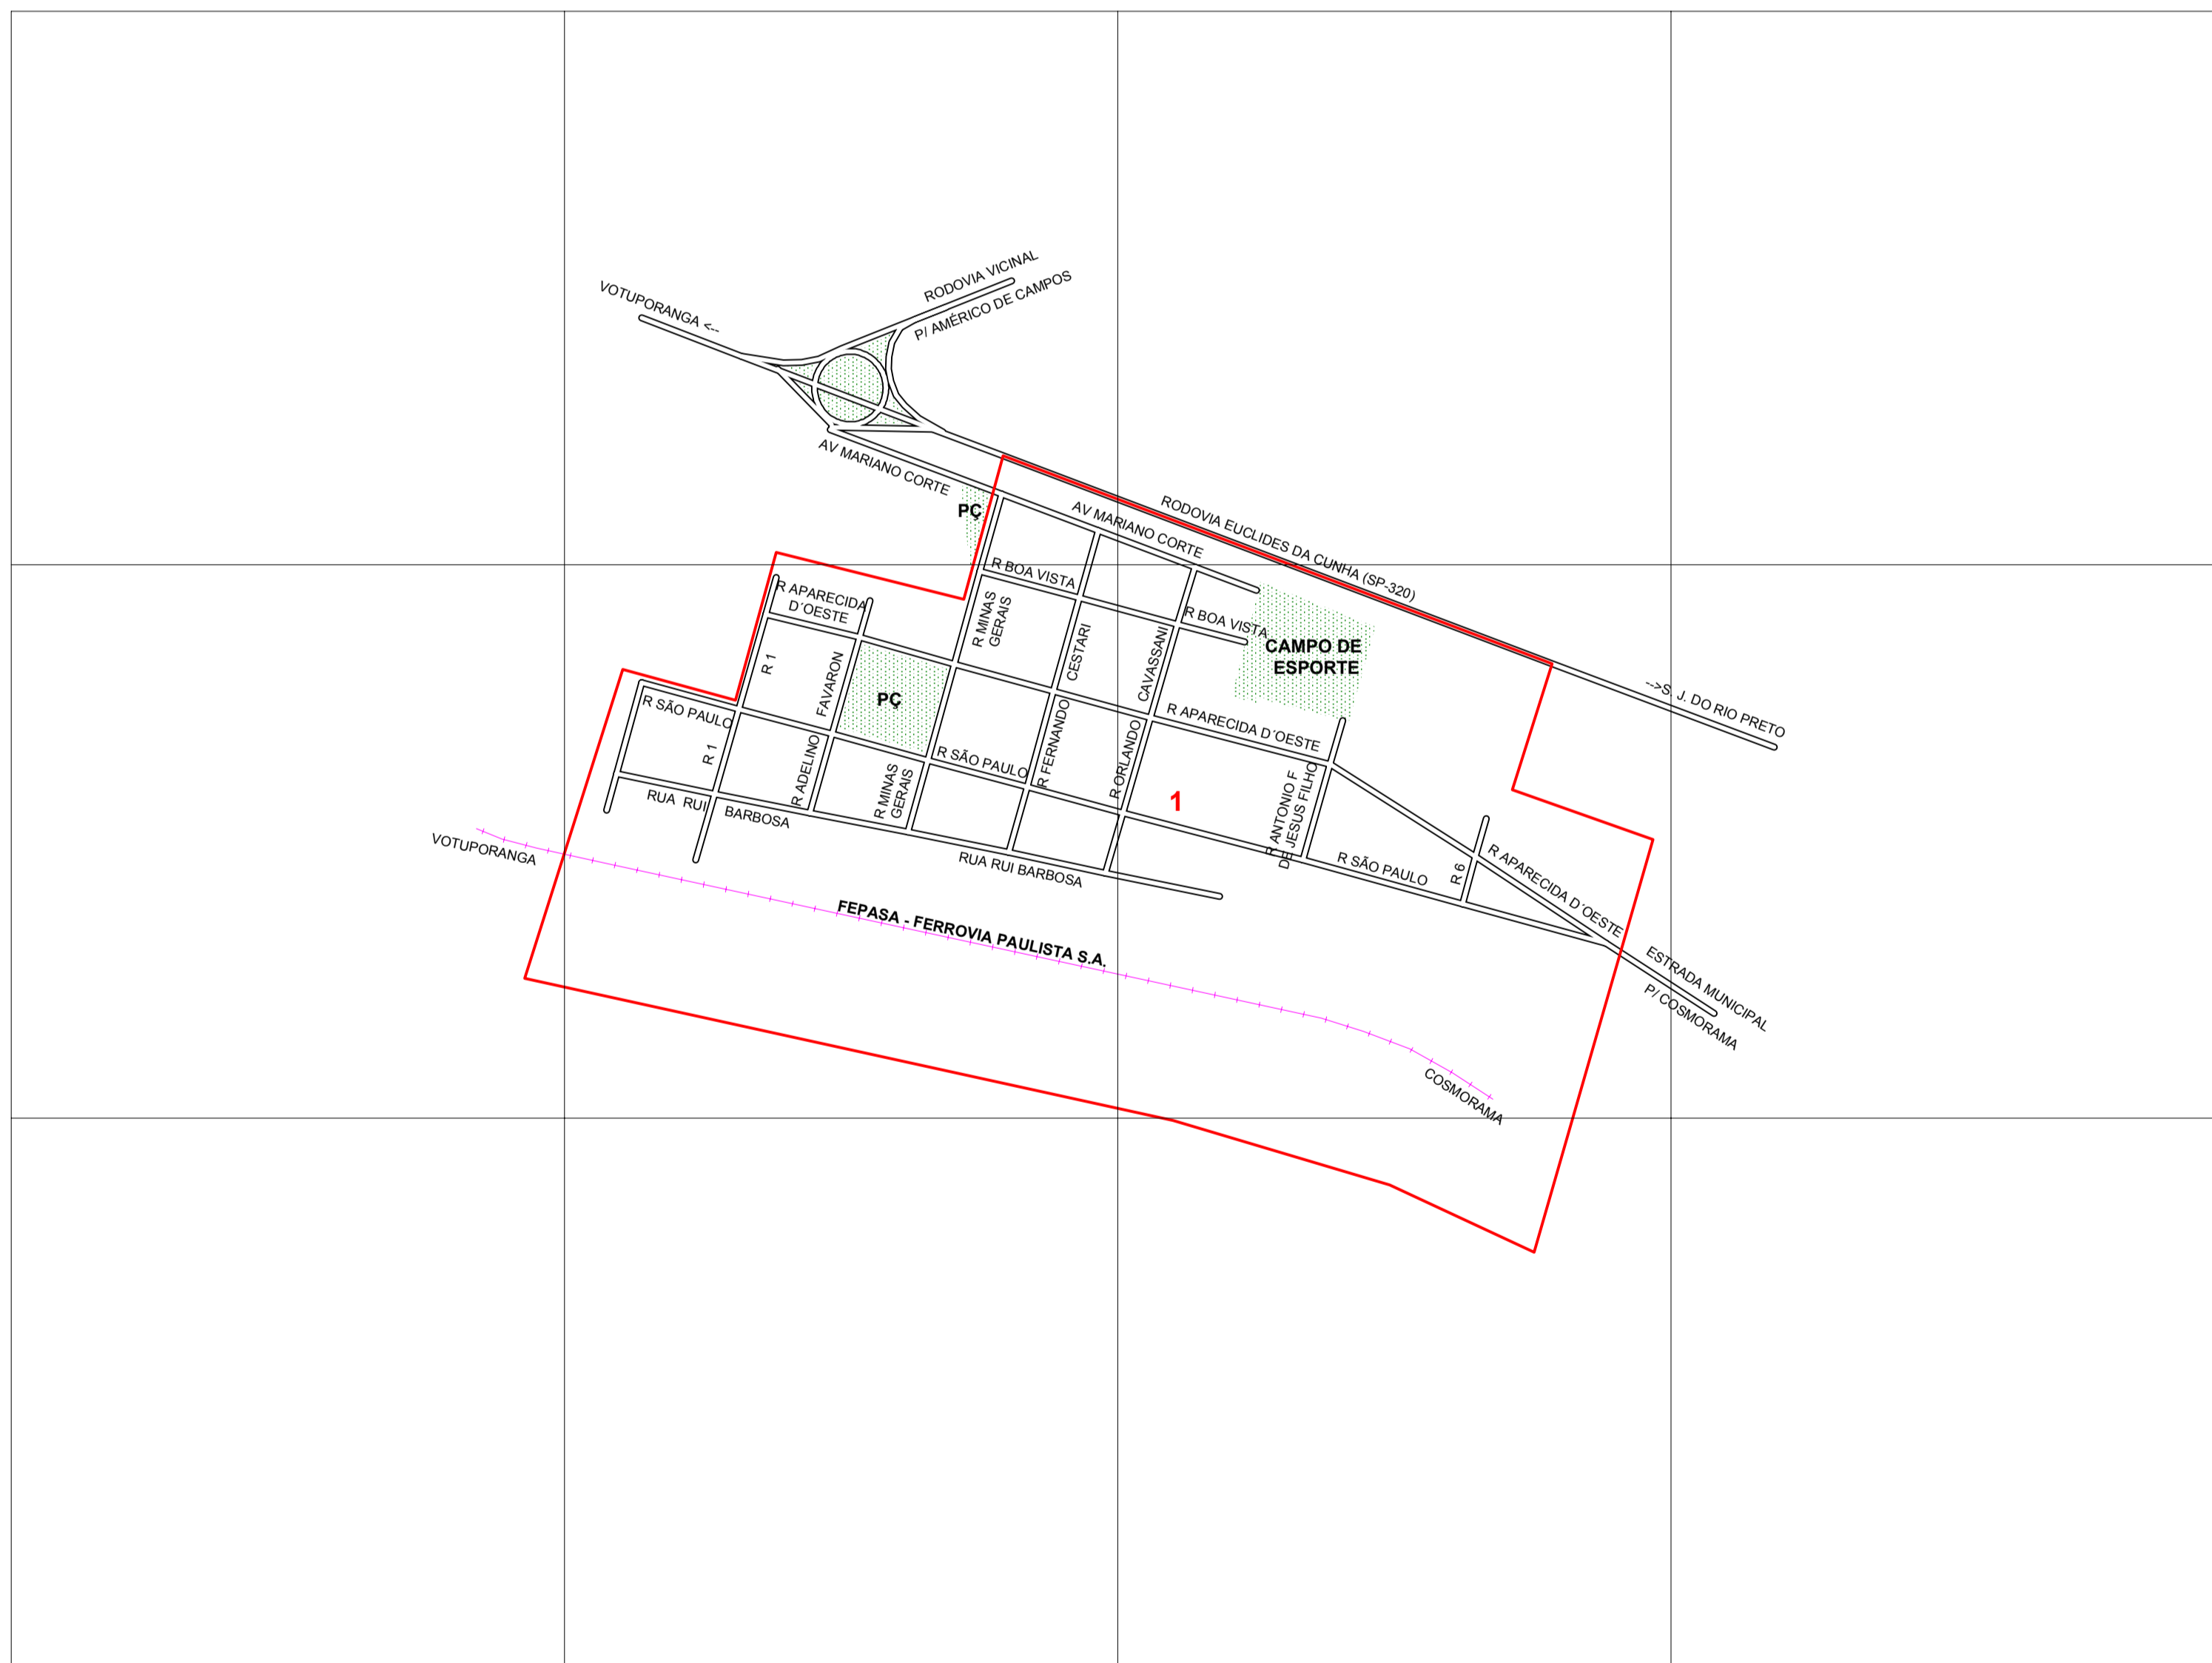 RODOVIA VICINAL
P/ AMÉRICO DE CAMPOS
VOTUPORANGA <--
AV MARIANO CORTE
PÇ
AV MARIANO CORTE
RODOVIA EUCLIDES DA CUNHA (SP-320)
R BOA VISTA
R APARECIDA
D´OESTE
R MINAS
GERAIS
R BOA VISTA
CAMPO DE
ESPORTE
CESTARI
CAVASSANI
R 1
FAVARON
PÇ
R SÃO PAULO
R APARECIDA D´OESTE
-->S. J. DO RIO PRETO
R 1
R ADELINO
R MINAS
GERAIS
R SÃO PAULO
R FERNANDO
R ORLANDO
1
R ANTONIO F
DE JESUS FILHO
RUA RUI
BARBOSA
VOTUPORANGA
RUA RUI BARBOSA
R SÃO PAULO
R 6
R APARECIDA D´OESTE
FEPASA - FERROVIA PAULISTA S.A.
ESTRADA MUNICIPAL
P/ COSMORAMA
COSMORAMA